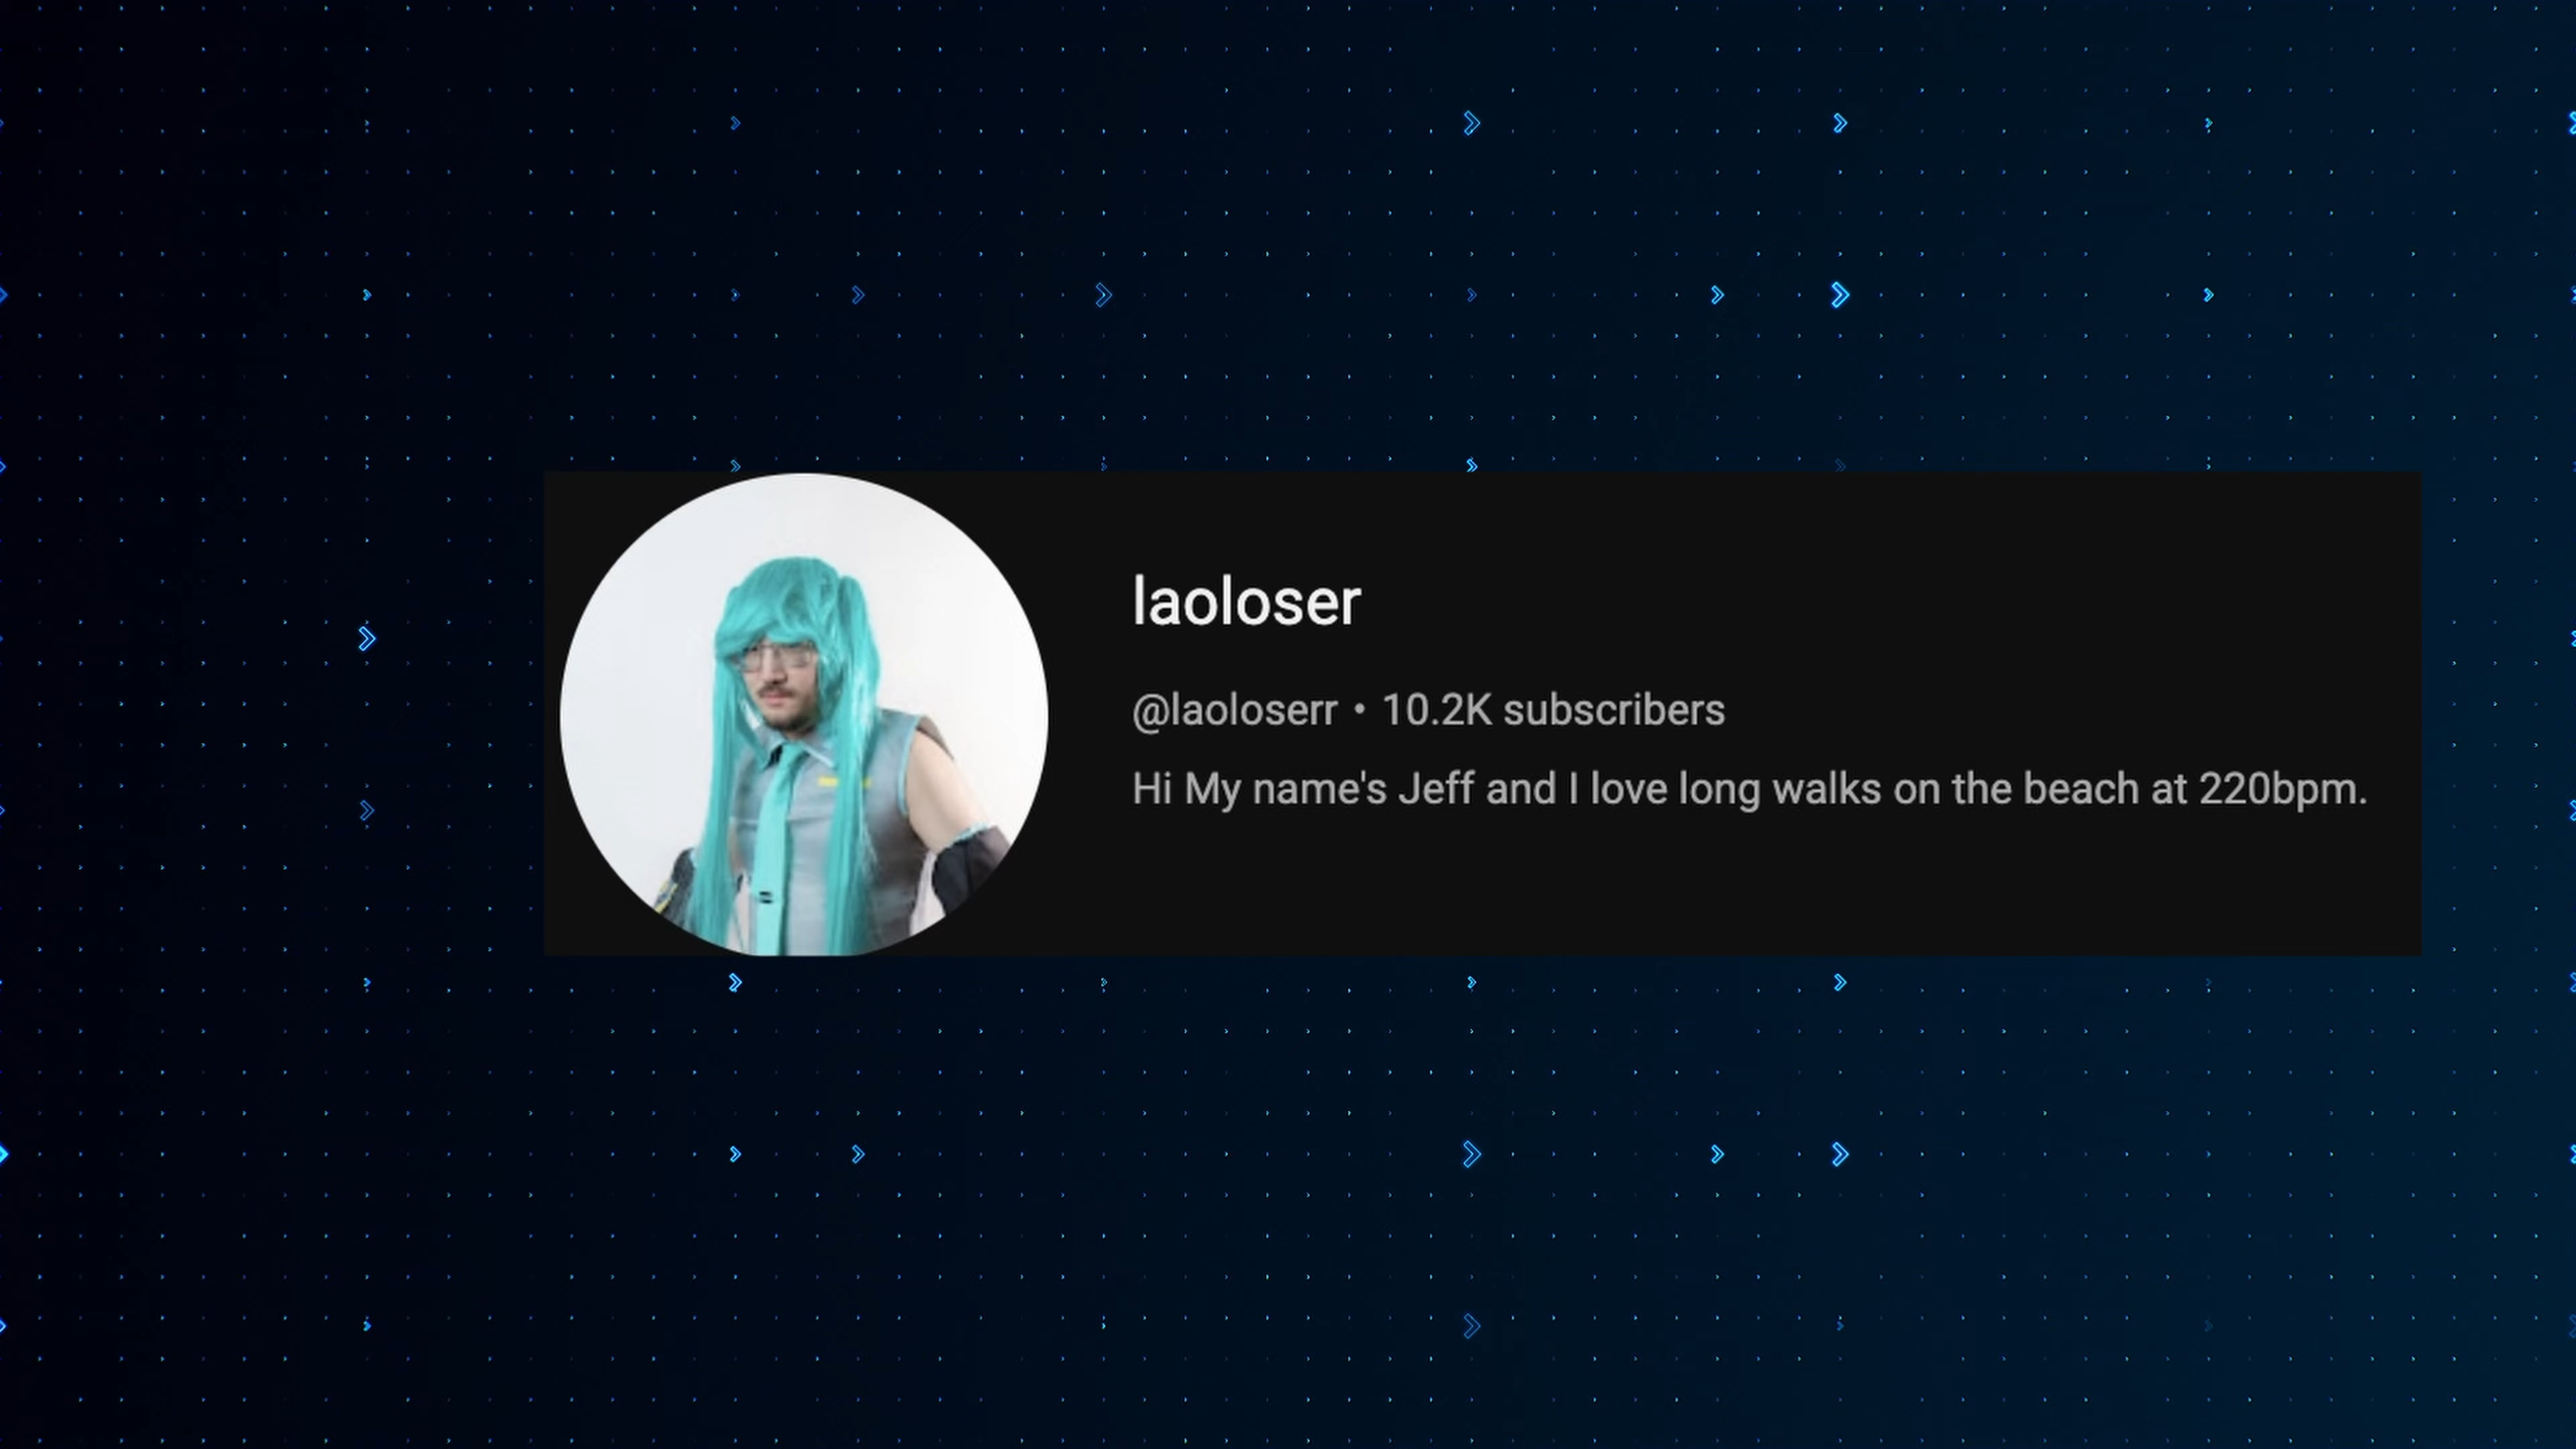 laoloser
@laoloserr • 10.2K subscribers
Hi My name's Jeff and I love long walks on the beach at 220bpm.